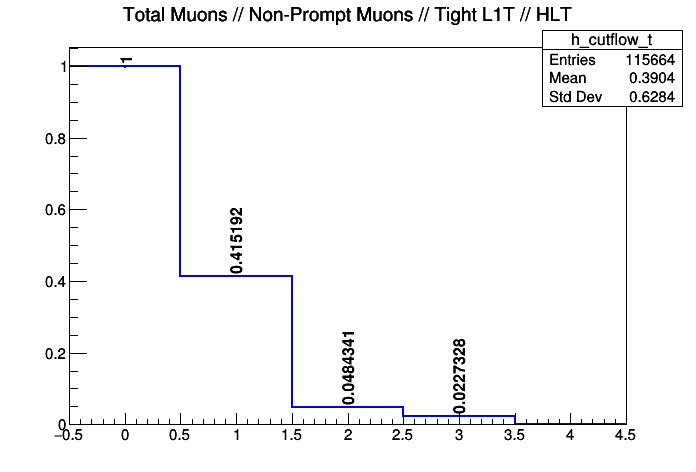 Total Muons // Non-Prompt Muons // Tight L1T // HLT
h_cutflow_t
Entries 115664
Mean 0.3904
Std Dev 0.6284
1
0.8
0.6
0.4
0.2
0
1
0.415192
0.0484341
0.0227328
−0.5 0 0.5 1 1.5 2 2.5 3 3.5 4 4.5